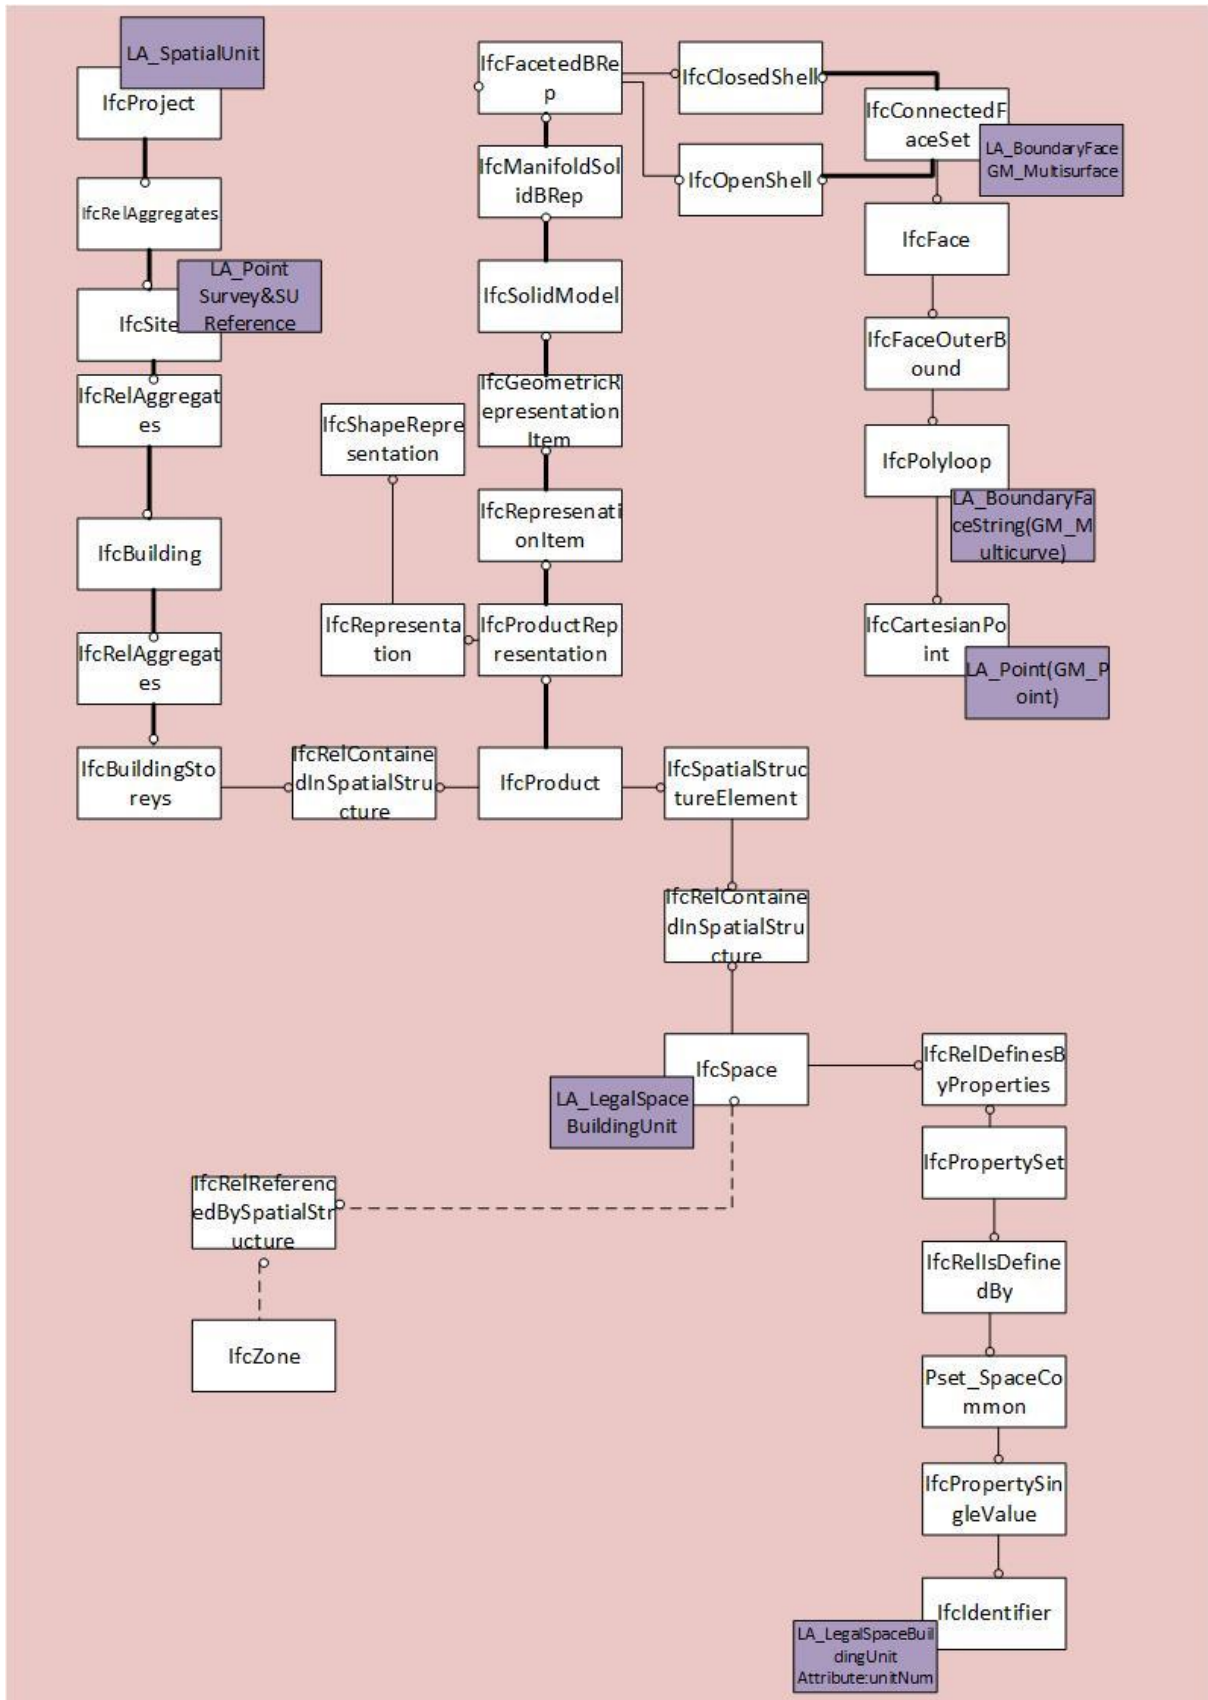 LA_SpatialUnit
IfcProject
IfcRelAggregates
LA_Point
Survey&SU
Reference
IfcSite
IfcRelAggregat
es
IfcBuilding
IfcRelAggregat
es
IfcBuildingSto
reys
IfcRelContaine
dInSpatialStru
cture
IfcShapeRepre
sentation
IfcRepresenta
tion
IfcFacetedBRe
p
IfcManifoldSol
idBRep
IfcSolidModel
IfcGeometricR
epresentation
Item
IfcRepresenati
onItem
IfcProductRep
resentation
IfcProduct
IfcClosedShell
IfcOpenShell
IfcConnectedF
aceSet
LA_BoundaryFace
GM_Multisurface
IfcFace
IfcFaceOuterB
ound
IfcPolyloop
LA_BoundaryFa
ceString(GM_M
ulticurve)
IfcCartesianPo
int
LA_Point(GM_P
oint)
IfcSpatialStruc
tureElement
IfcRelContaine
dInSpatialStru
cture
IfcSpace
LA_LegalSpace
BuildingUnit
IfcRelReferenc
edBySpatialStr
ucture
IfcZone
IfcRelDefinesB
yProperties
IfcPropertySet
IfcRelIsDefine
dBy
Pset_SpaceCo
mmon
IfcPropertySin
gleValue
IfcIdentifier
LA_LegalSpaceBuil
dingUnit
Attribute:unitNum